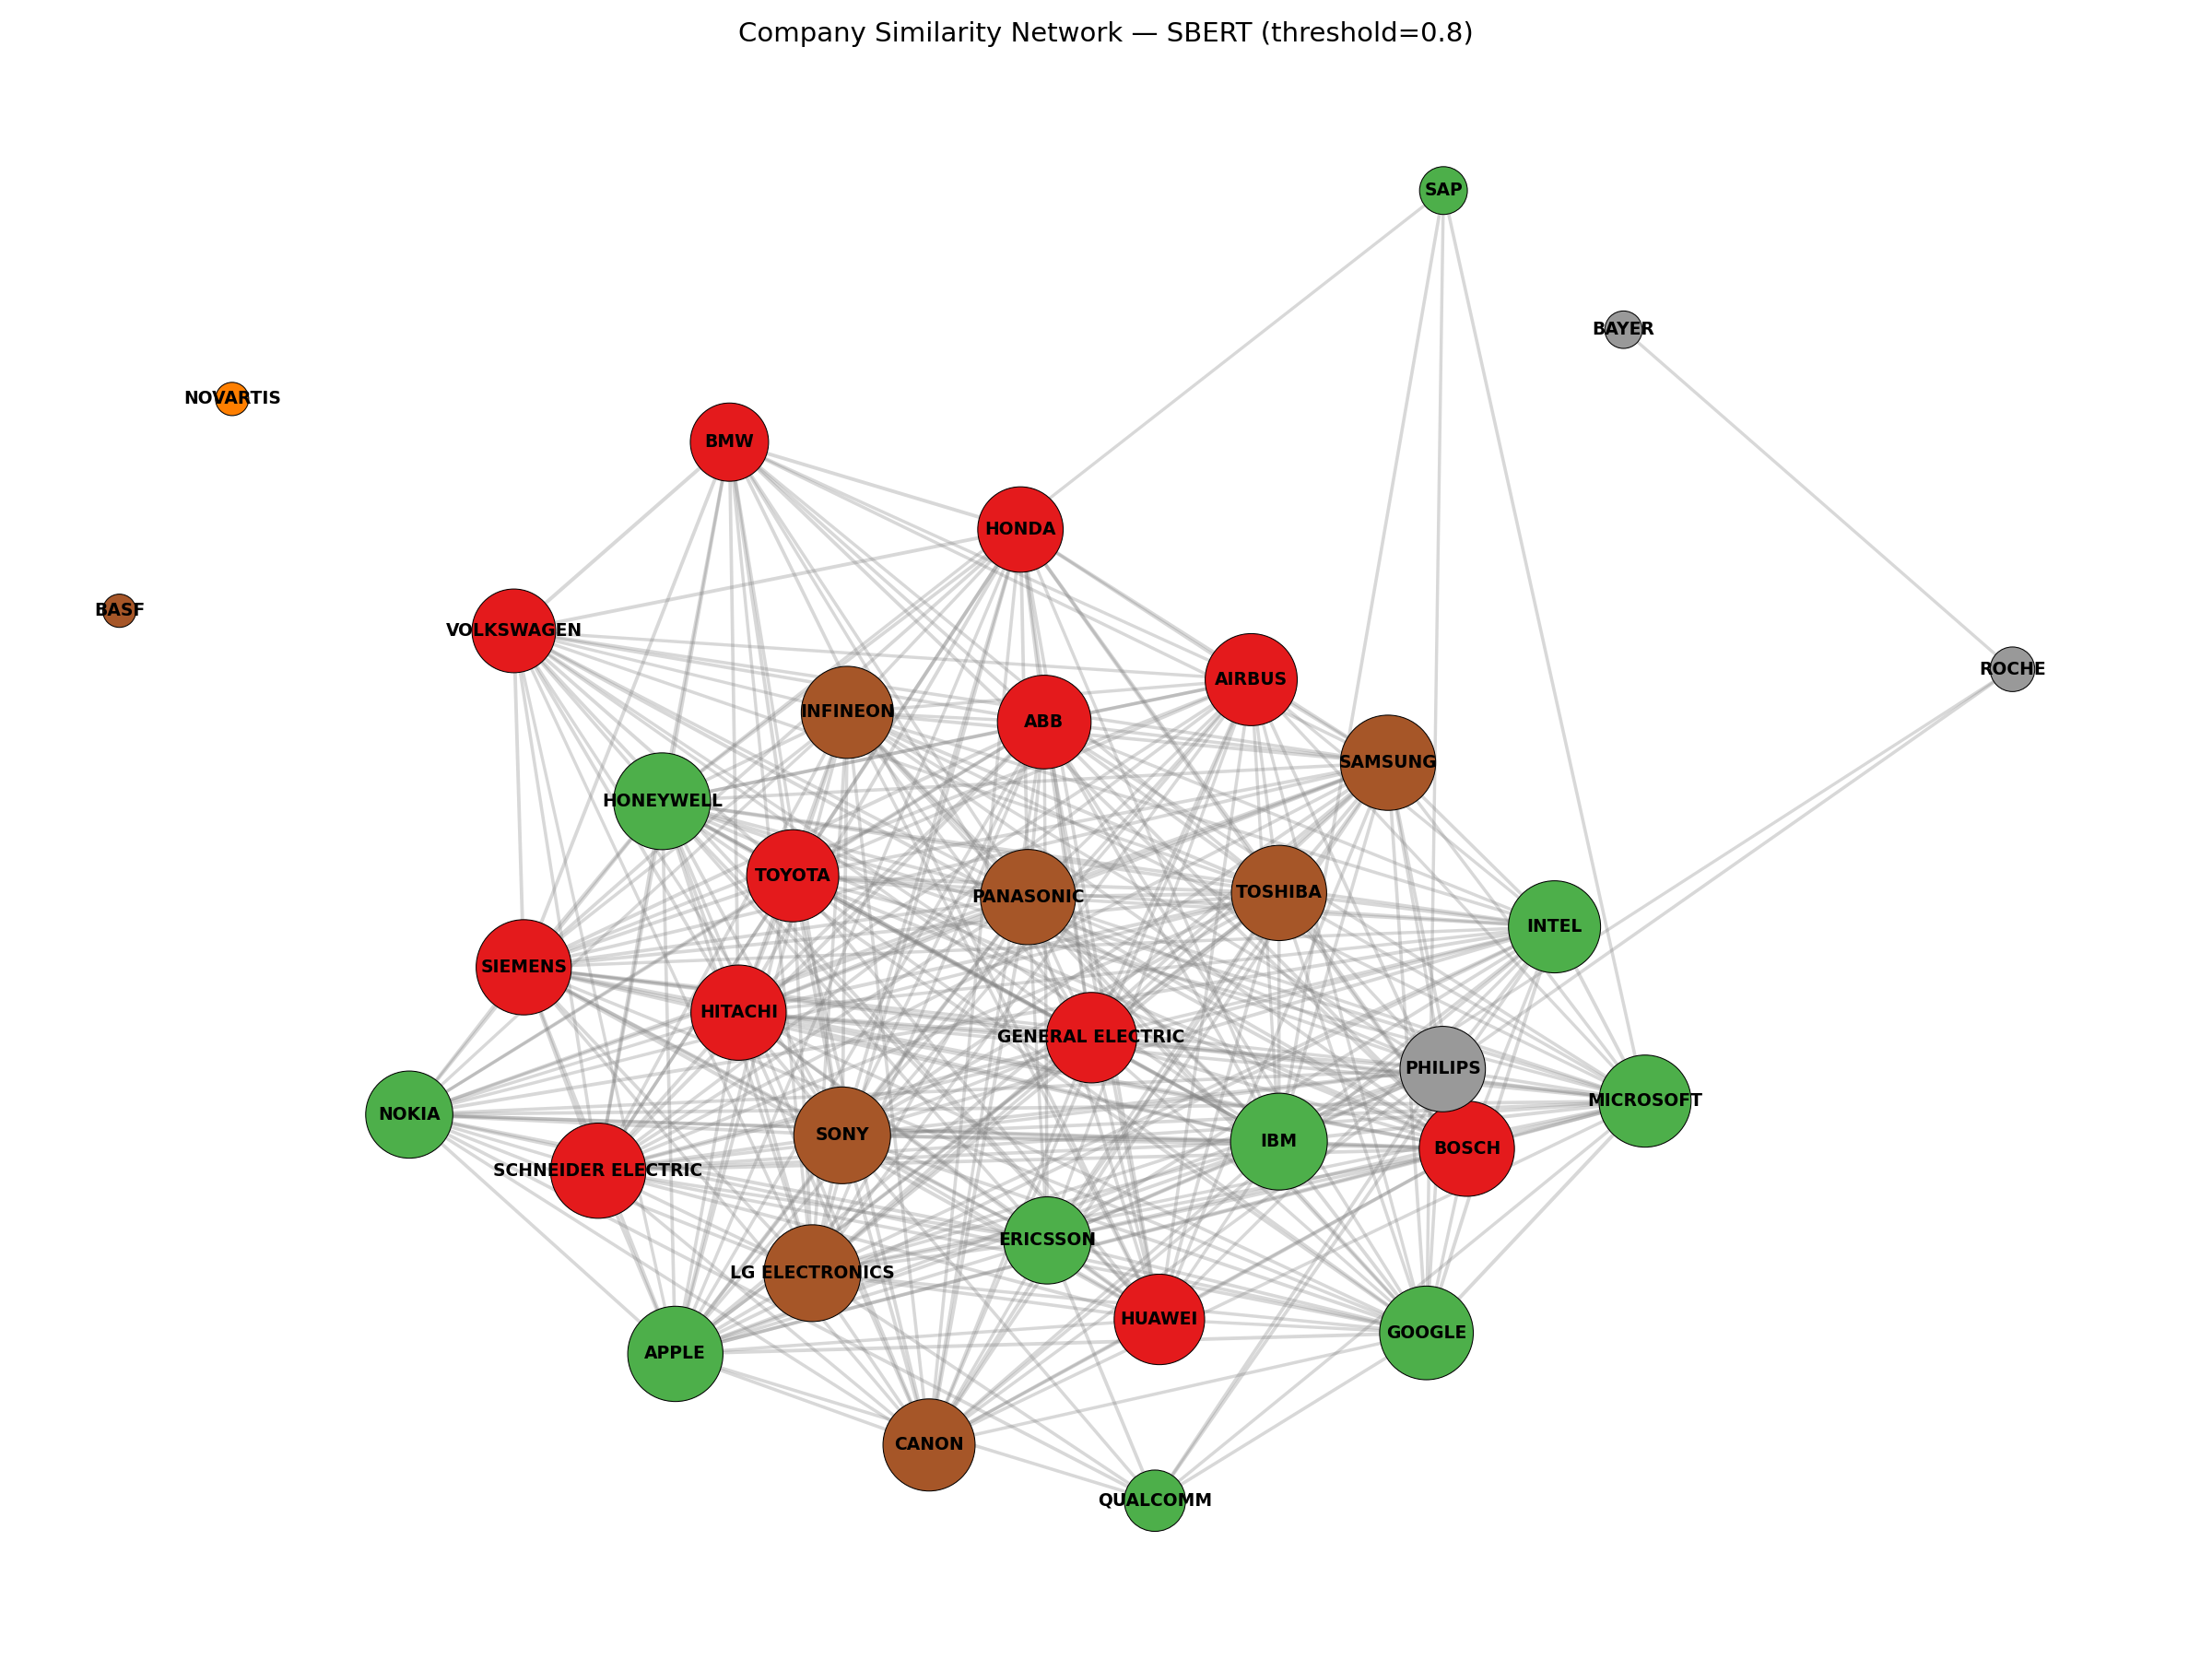 Company Similarity Network — SBERT (threshold=0.8)
SAP
BAYER
NOVARTIS
BMW
HONDA
BASF
VOLKSWAGEN
ROCHE
AIRBUS
INFINEON
ABB
SAMSUNG
HONEYWELL
TOYOTA
PANASONIC
TOSHIBA
INTEL
SIEMENS
HITACHI
GENERAL ELECTRIC
PHILIPS
MICROSOFT
NOKIA
SONY
IBM
BOSCH
SCHNEIDER ELECTRIC
ERICSSON
LG ELECTRONICS
HUAWEI
GOOGLE
APPLE
CANON
QUALCOMM